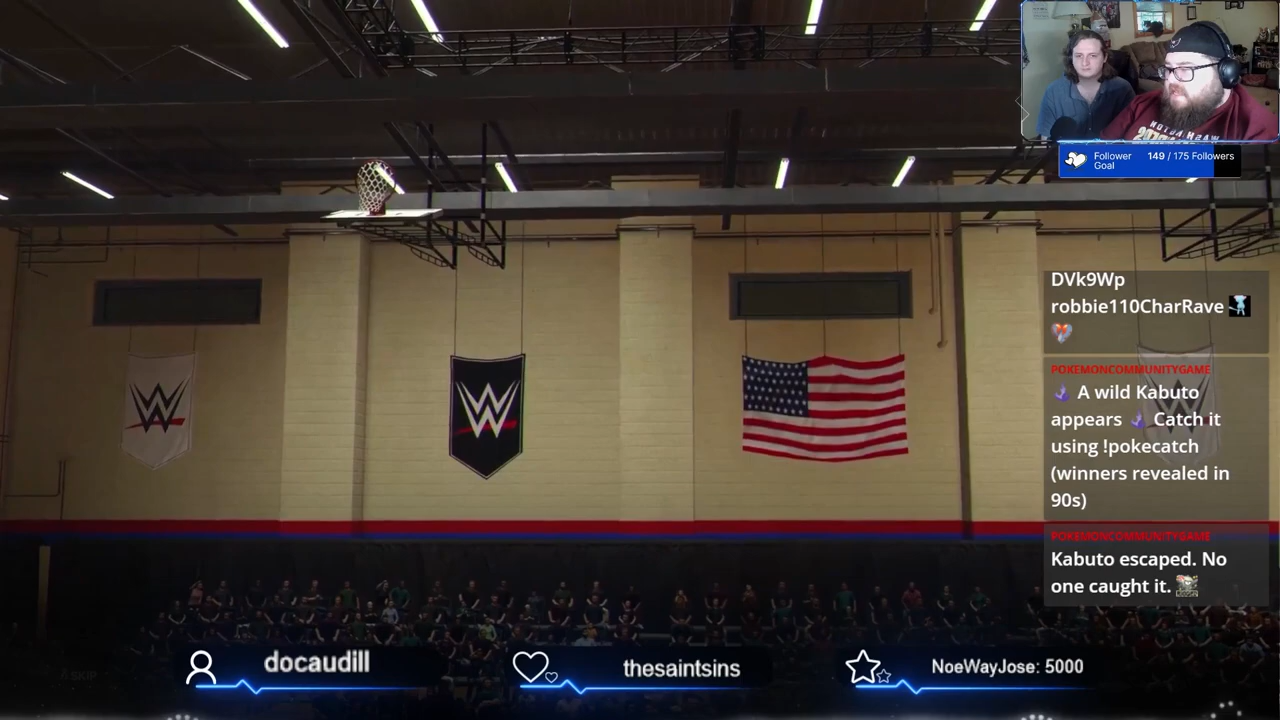 Follower
Goal
149 / 175 Followers
DVk9Wp
robbie110CharRave
POKEMONCOMMUNITYGAME
A wild Kabuto
appears Catch it
using !pokecatch
(winners revealed in
90s)
POKEMONCOMMUNITYGAME
Kabuto escaped. No
one caught it.
W
W
SKIP
docaudill
thesaintsins
NoeWayJose: 5000